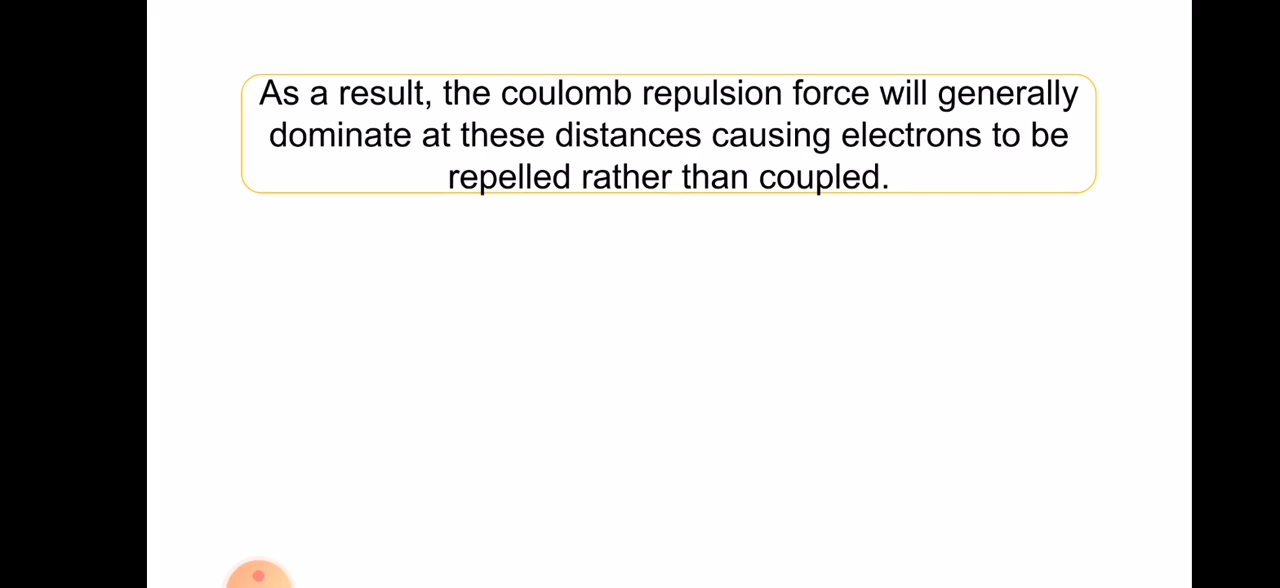 As a result, the coulomb repulsion force will generally
dominate at these distances causing electrons to be
repelled rather than coupled.